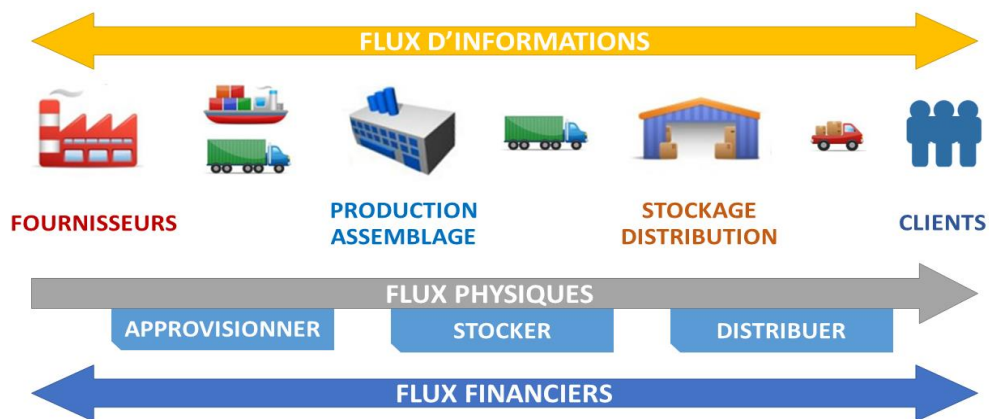 FLUX D’INFORMATIONS
FOURNISSEURS
PRODUCTION
ASSEMBLAGE
STOCKAGE
DISTRIBUTION
CLIENTS
FLUX PHYSIQUES
APPROVISIONNER
STOCKER
DISTRIBUER
FLUX FINANCIERS